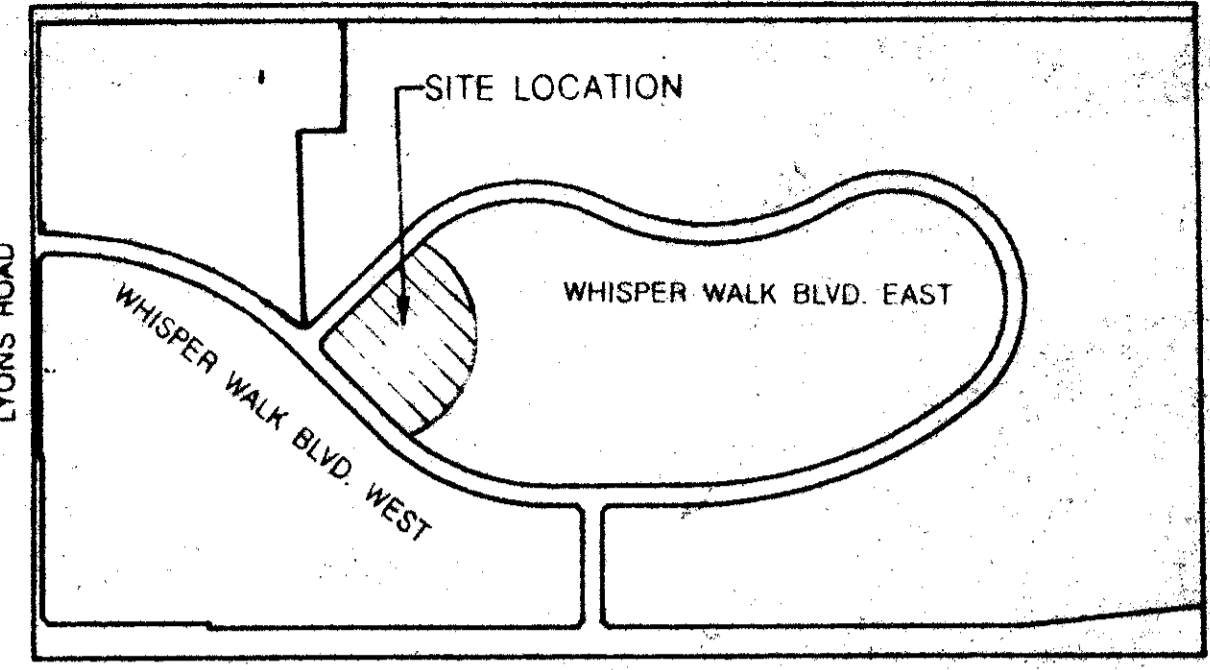 SITE LOCATION
WHISPER WALK BLVD. EAST
WHISPER WALK BLVD. WEST
LYONS ROAD